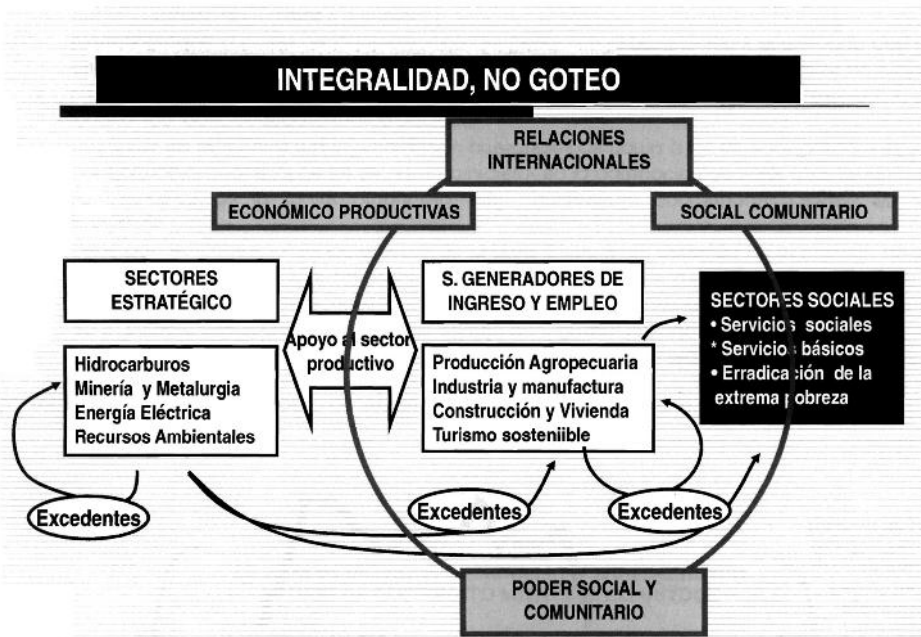 INTEGRALIDAD, NO GOTEO
RELACIONES
INTERNACIONALES
ECONÓMICO PRODUCTIVAS
SOCIAL COMUNITARIO
SECTORES
ESTRATÉGICO
S. GENERADORES DE
INGRESO Y EMPLEO
Apoyo al sector
productivo
Hidrocarburos
Minería y Metalurgia
Energía Eléctrica
Recursos Ambientales
Producción Agropecuaria
Industria y manufactura
Construcción y Vivienda
Turismo sosteniible
SECTORES SOCIALES
• Servicios sociales
* Servicios básicos
• Erradicación de la
extrema pobreza
Excedentes
Excedentes
Excedentes
PODER SOCIAL Y
COMUNITARIO